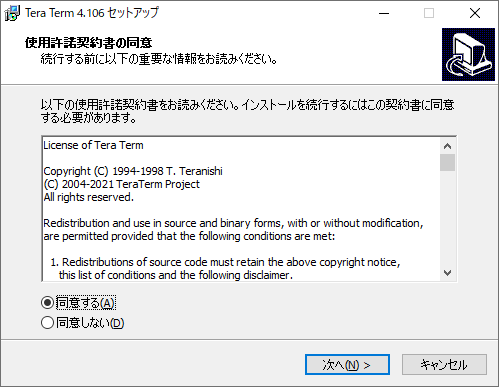 Tera Term 4.106 セットアップ
使用許諾契約書の同意
続行する前に以下の重要な情報をお読みください。
以下の使用許諾契約書をお読みください。インストールを続行するにはこの契約書に同意
する必要があります。
License of Tera Term
Copyright (C) 1994-1998 T. Teranishi
(C) 2004-2021 TeraTerm Project
All rights reserved.
Redistribution and use in source and binary forms, with or without modification,
are permitted provided that the following conditions are met:
1. Redistributions of source code must retain the above copyright notice,
this list of conditions and the following disclaimer.
同意する(A)
同意しない(D)
次へ(N) >
キャンセル